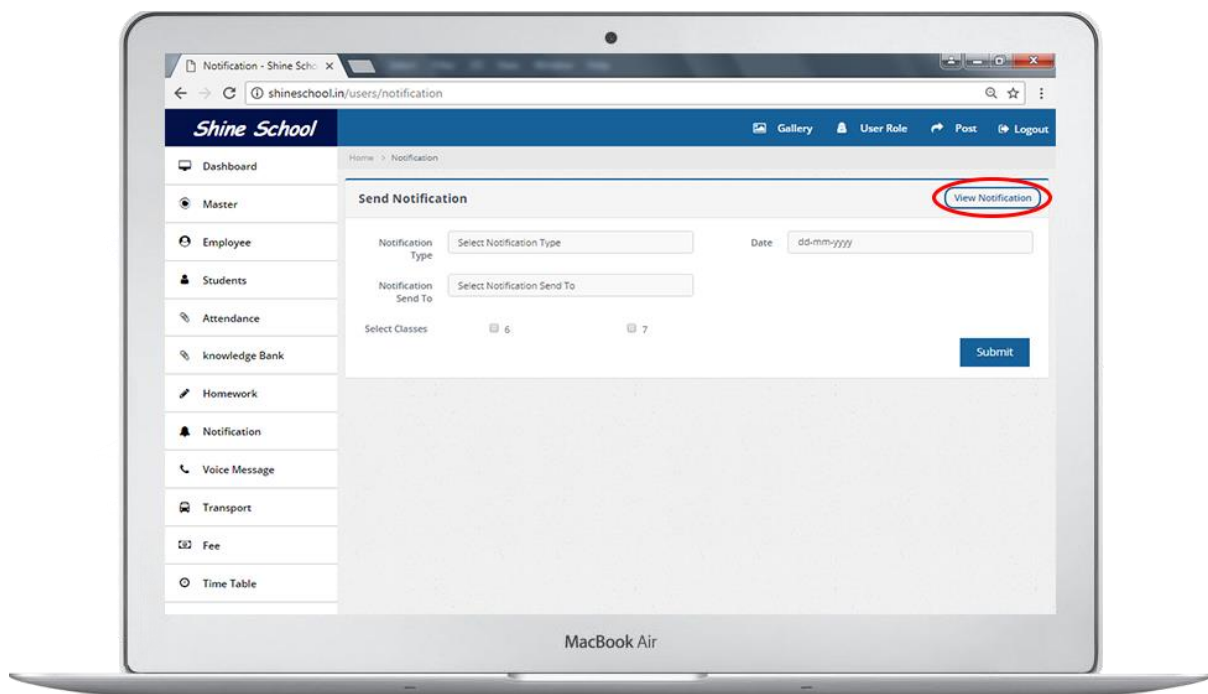 Notification - Shine Scho
shineschool.in/users/notification
Shine School
Gallery
User Role
Post
Logout
Dashboard
Master
Employee
Students
Attendance
knowledge Bank
Homework
Notification
Voice Message
Transport
Fee
Time Table
Home > Notification
Send Notification
View Notification
Notification
Type
Select Notification Type
Date
dd-mm-yyyy
Notification
Send To
Select Notification Send To
Select Classes
6
7
Submit
MacBook Air